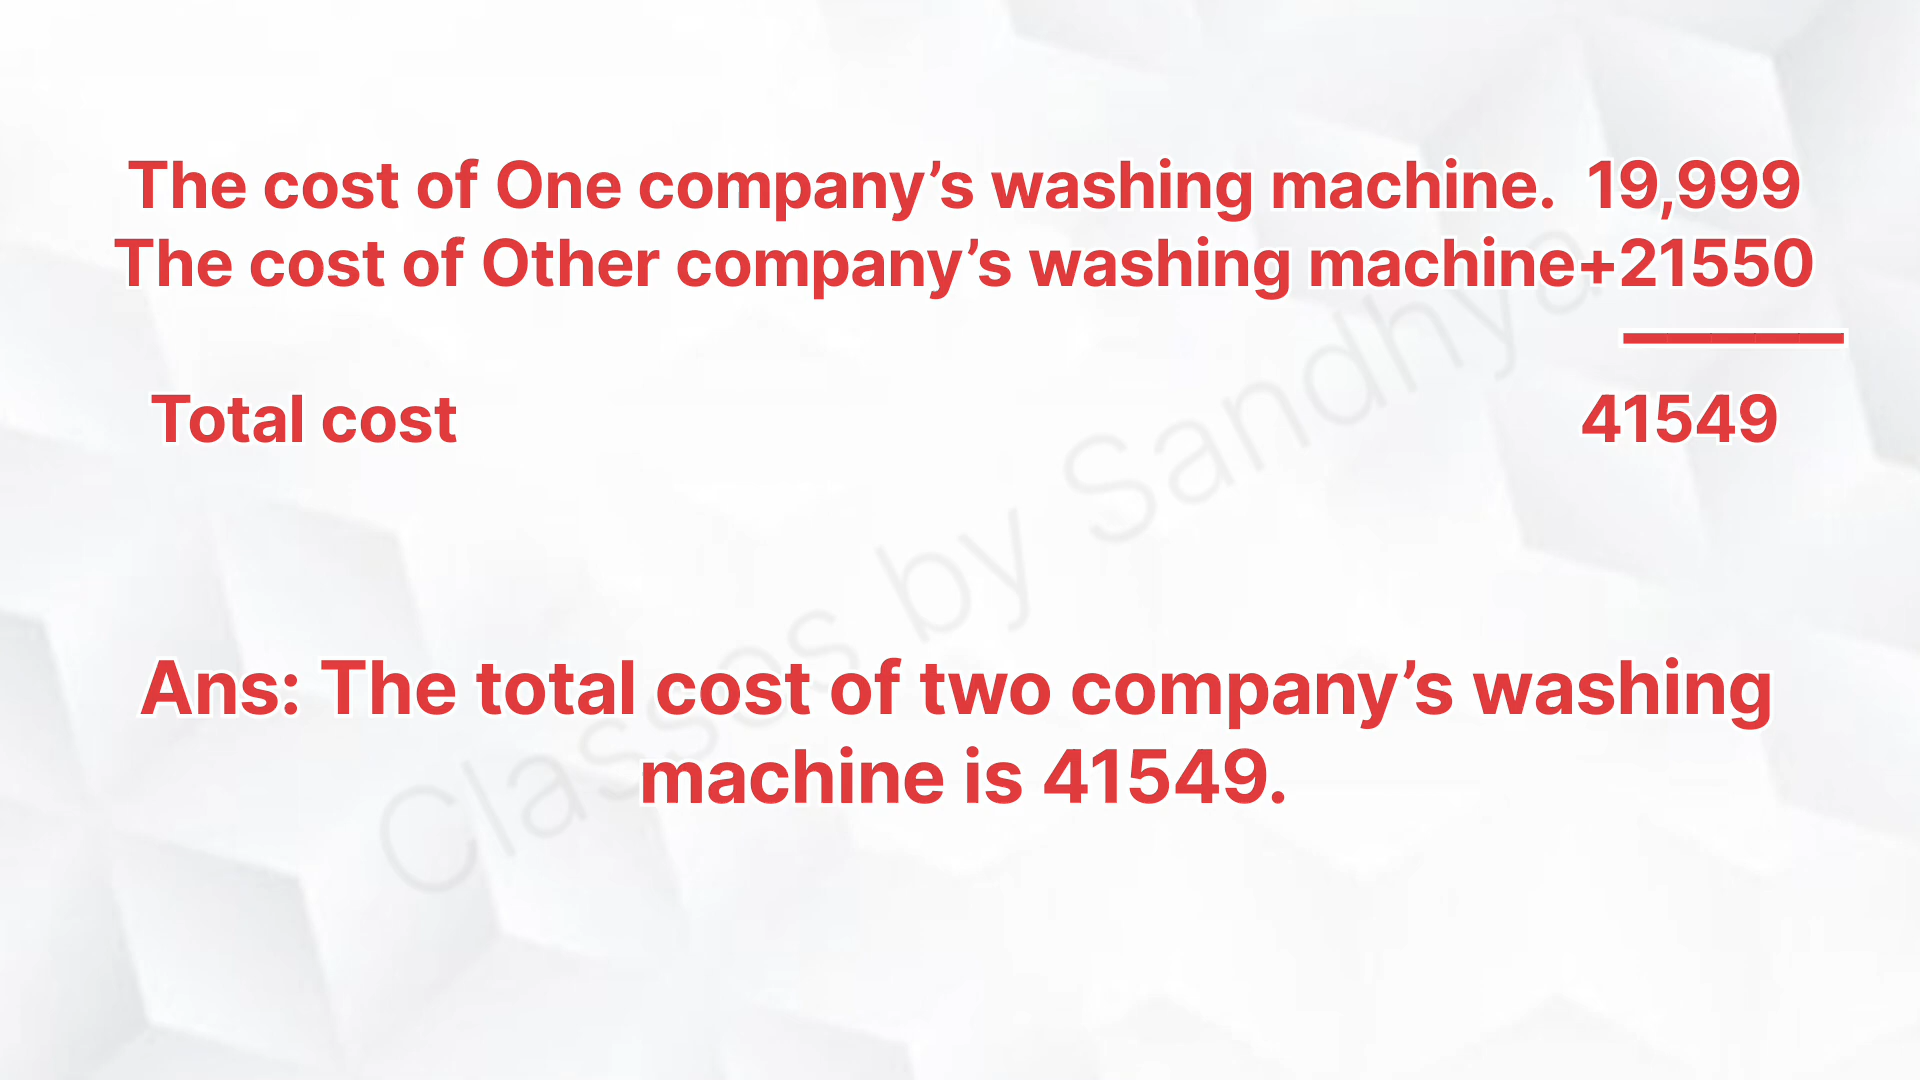 The cost of One company’s washing machine.  19,999
The cost of Other company’s washing machine+21550
_____
Total cost 41549
Classes by Sandhya
Ans: The total cost of two company’s washing
machine is 41549.